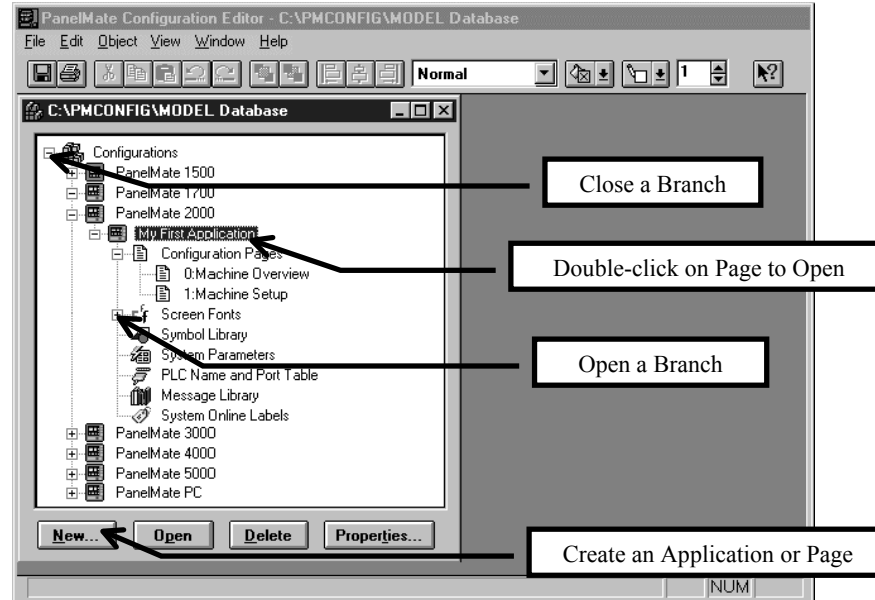 PanelMate Configuration Editor - C:\PMCONFIG\MODEL Database
File Edit Object View Window Help
Normal
1
C:\PMCONFIG\MODEL Database
Configurations
PanelMate 1500
PanelMate 1700
PanelMate 2000
My First Application
Configuration Pages
0:Machine Overview
1:Machine Setup
Screen Fonts
Symbol Library
System Parameters
PLC Name and Port Table
Message Library
System Online Labels
PanelMate 3000
PanelMate 4000
PanelMate 5000
PanelMate PC
New... Open Delete Properties...
Close a Branch
Double-click on Page to Open
Open a Branch
Create an Application or Page
NUM